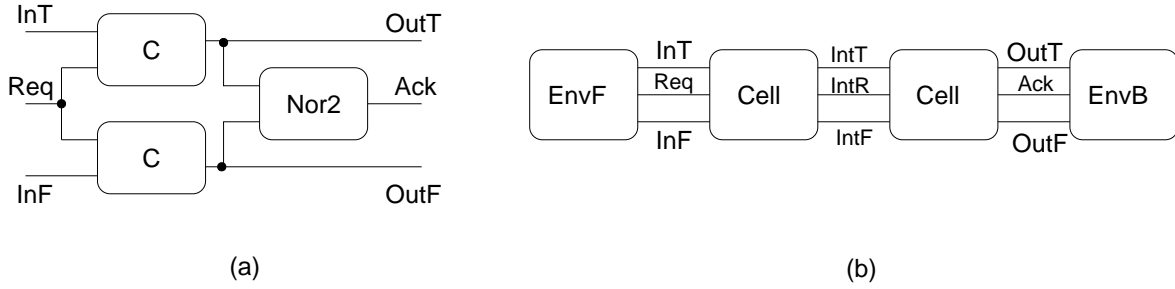 InT
C
OutT
Req
Nor2
Ack
C
InF
OutF
(a)
InT
IntT
OutT
EnvF
Req
Cell
IntR
Cell
Ack
EnvB
InF
IntF
OutF
(b)